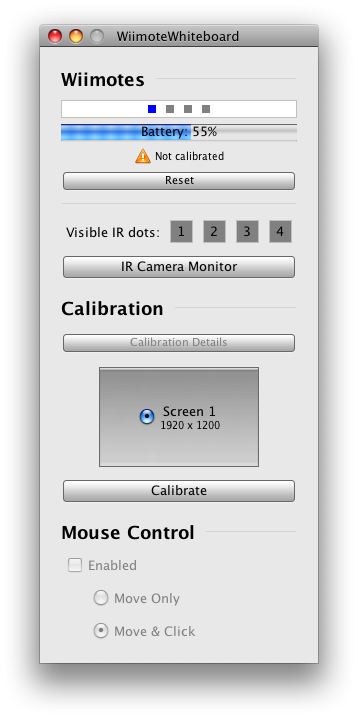 WiimoteWhiteboard
Wiimotes
Battery: 55%
Not calibrated
Reset
Visible IR dots: 1 2 3 4
IR Camera Monitor
Calibration
Calibration Details
Screen 1
1920 x 1200
Calibrate
Mouse Control
Enabled
Move Only
Move & Click